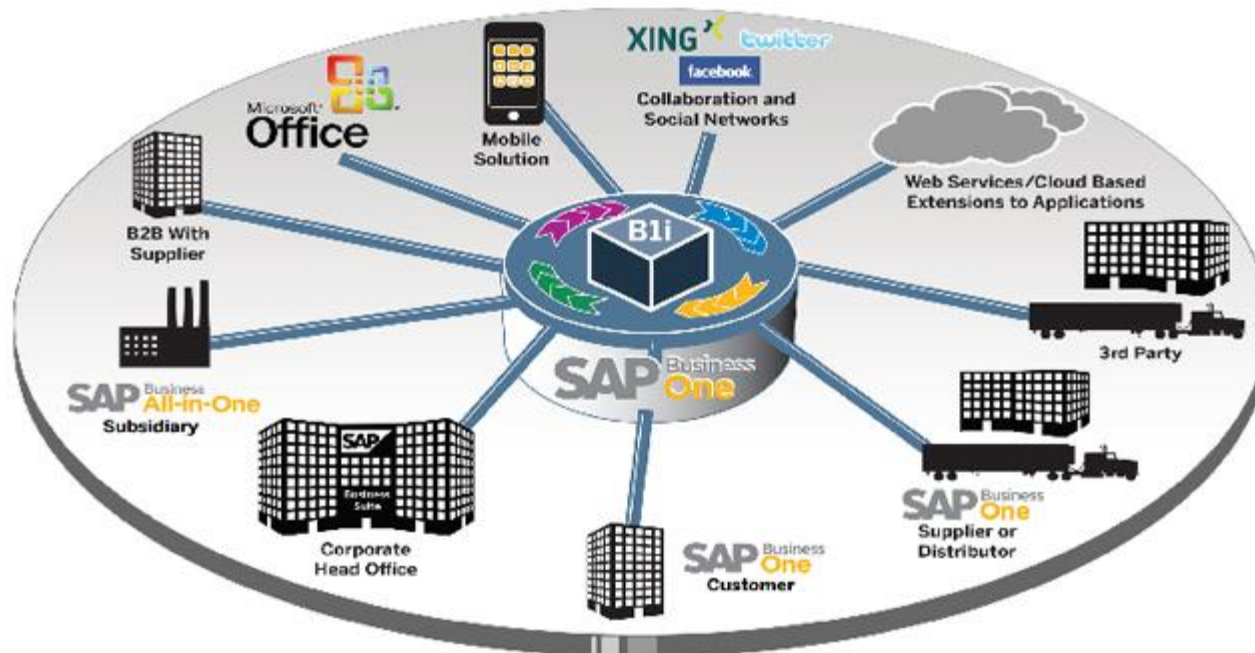 XING twitter
facebook
Collaboration and
Social Networks
Microsoft
Office
Mobile
Solution
Web Services/Cloud Based
Extensions to Applications
B2B With
Supplier
B1i
3rd Party
SAP Business
All-in-One
Subsidiary
SAP Business
One
SAP
Business
Suite
Corporate
Head Office
SAP Business
One
Customer
SAP Business
One
Supplier or
Distributor